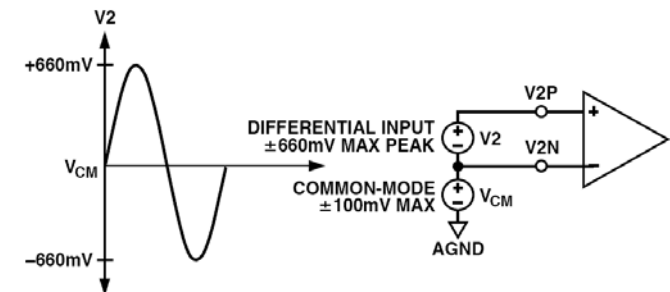 V2
+660mV
V2P
+
DIFFERENTIAL INPUT
±660mV MAX PEAK
+
−
V2
V2N
−
VCM
COMMON-MODE
±100mV MAX
+
−
VCM
−660mV
AGND